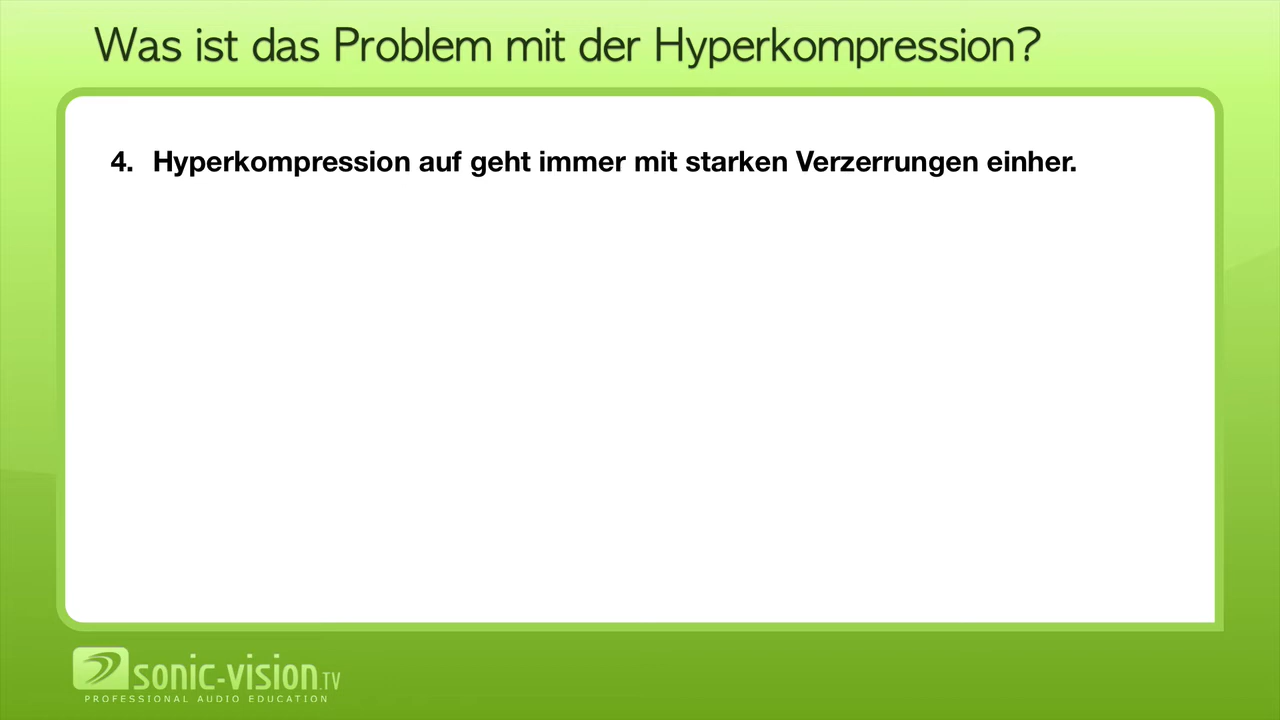 Was ist das Problem mit der Hyperkompression?
4. Hyperkompression auf geht immer mit starken Verzerrungen einher.
sonic-vision.TV
PROFESSIONAL AUDIO EDUCATION